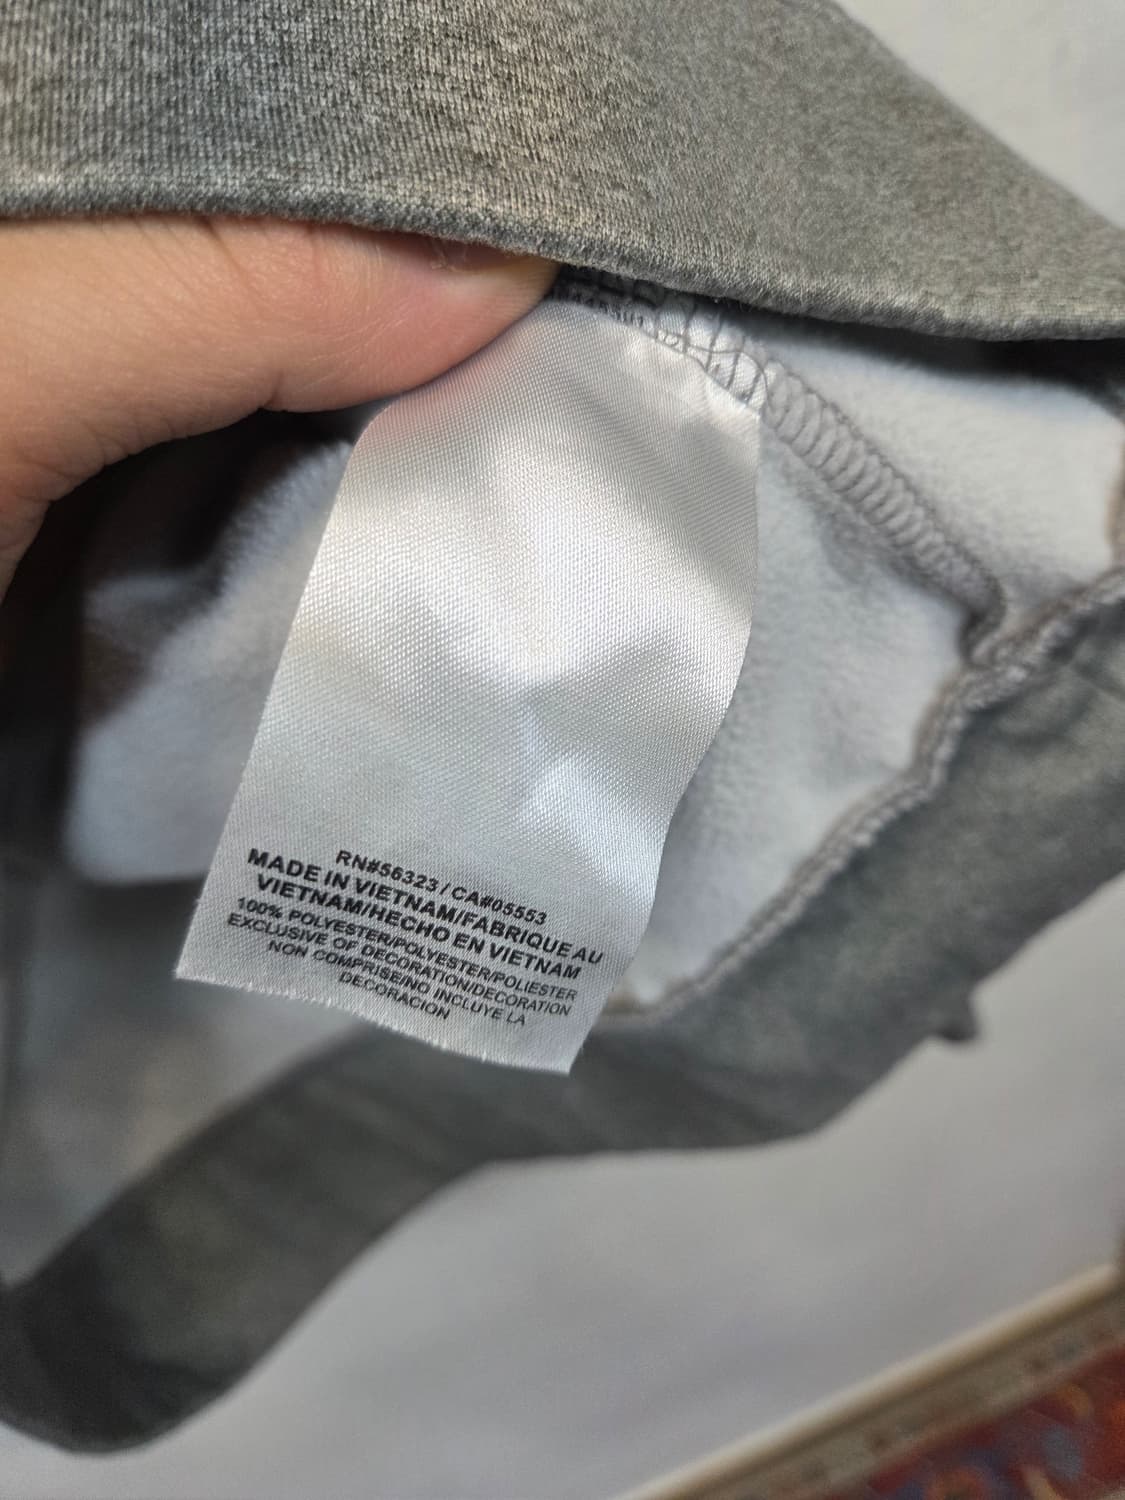 RN#56323 / CA#05553
MADE IN VIETNAM/FABRIQUE AU
VIETNAM/HECHO EN VIETNAM
100% POLYESTER/POLYESTER/POLIESTER
EXCLUSIVE OF DECORATION/DECORATION
NON COMPRISE/NO INCLUYE LA
DECORACION